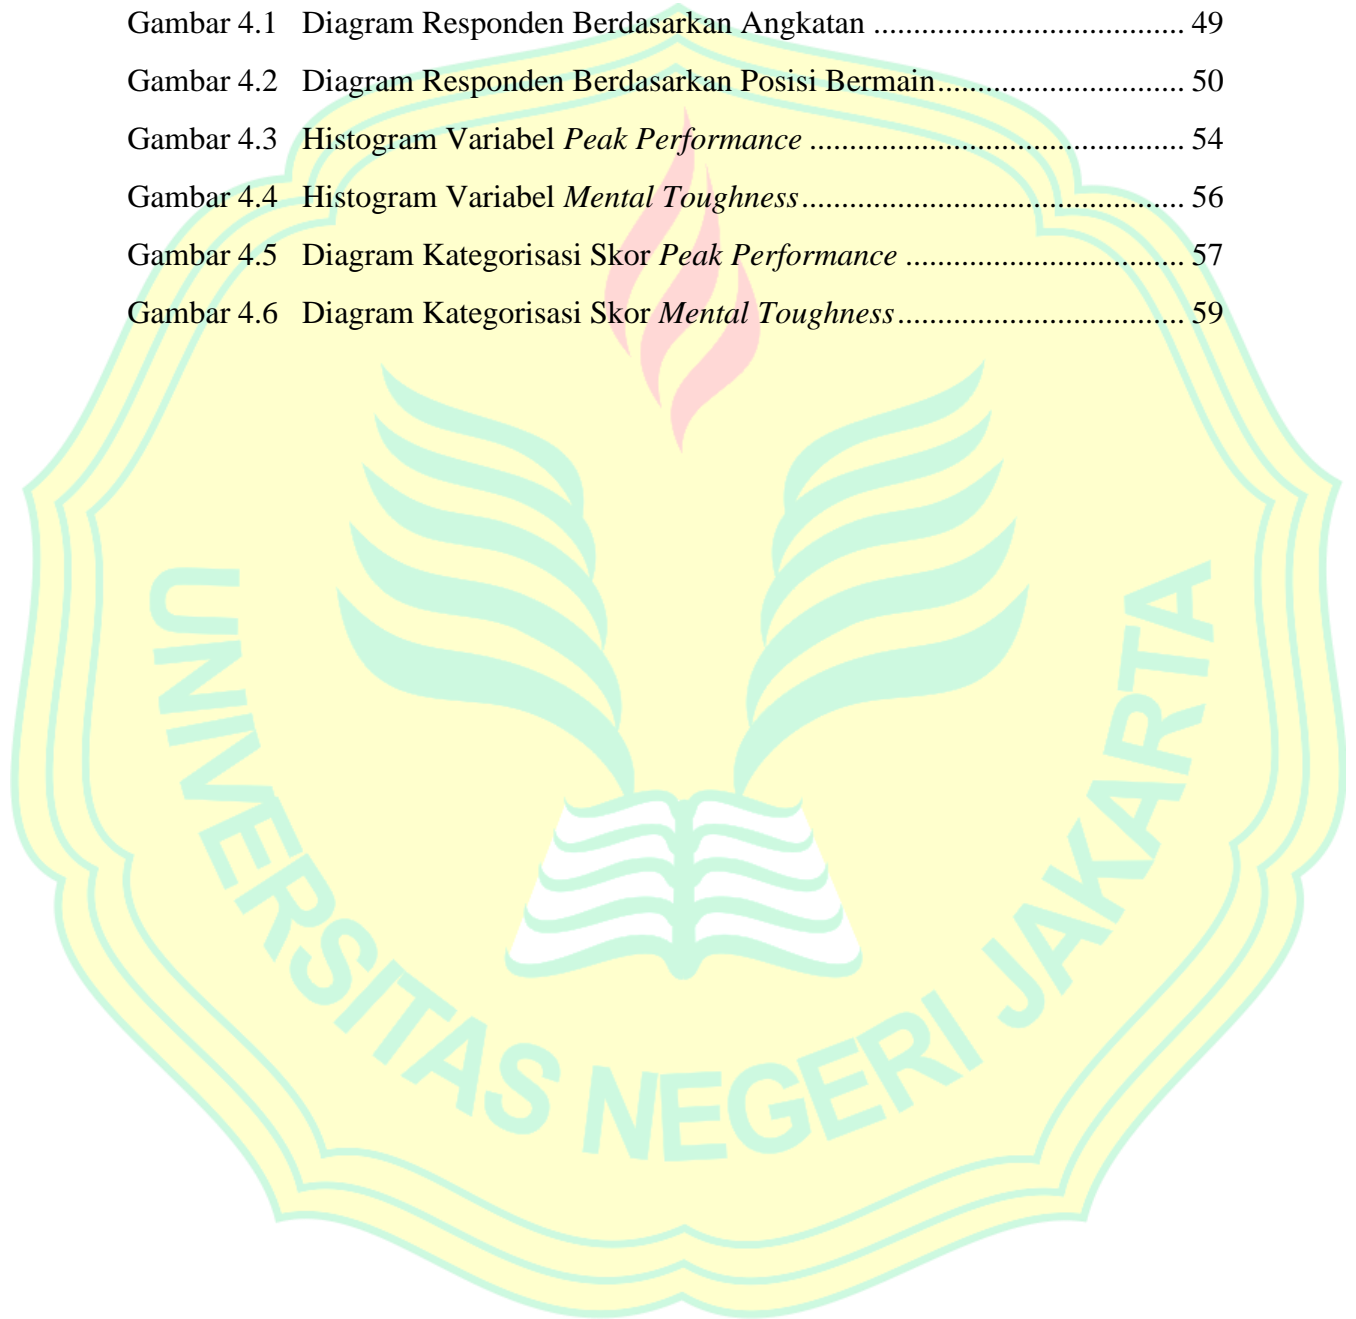 Gambar 4.1 Diagram Responden Berdasarkan Angkatan ....................................... 49
Gambar 4.2 Diagram Responden Berdasarkan Posisi Bermain............................... 50
Gambar 4.3 Histogram Variabel Peak Performance ............................................... 54
Gambar 4.4 Histogram Variabel Mental Toughness................................................ 56
Gambar 4.5 Diagram Kategorisasi Skor Peak Performance ................................... 57
Gambar 4.6 Diagram Kategorisasi Skor Mental Toughness.................................... 59
UNIVERSITAS NEGERI JAKARTA